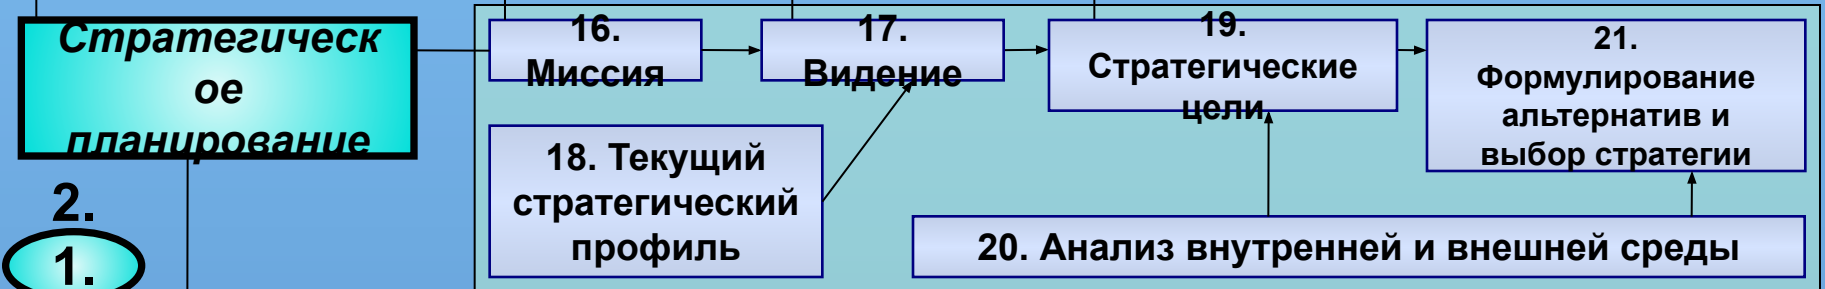 Стратегическ
ое
планирование
2.
1.
16.
Миссия
17.
Видение
18. Текущий
стратегический
профиль
19.
Стратегические
цели
20. Анализ внутренней и внешней среды
21.
Формулирование
альтернатив и
выбор стратегии